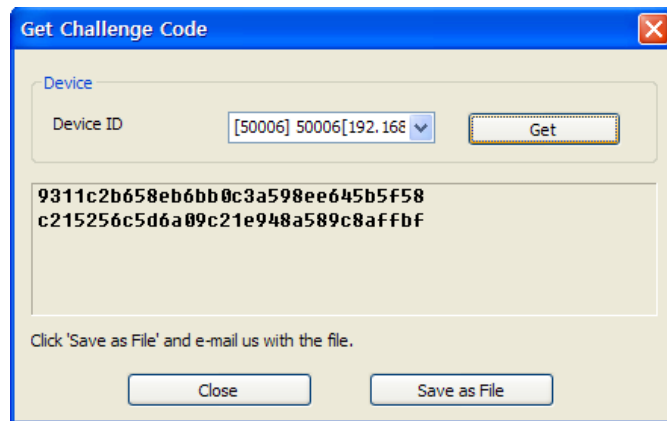 Get Challenge Code
Device
Device ID
[50006] 50006[192.168
Get
9311c2b658eb6bb0c3a598ee645b5f58
c215256c5d6a09c21e948a589c8affbf
Click 'Save as File' and e-mail us with the file.
Close
Save as File